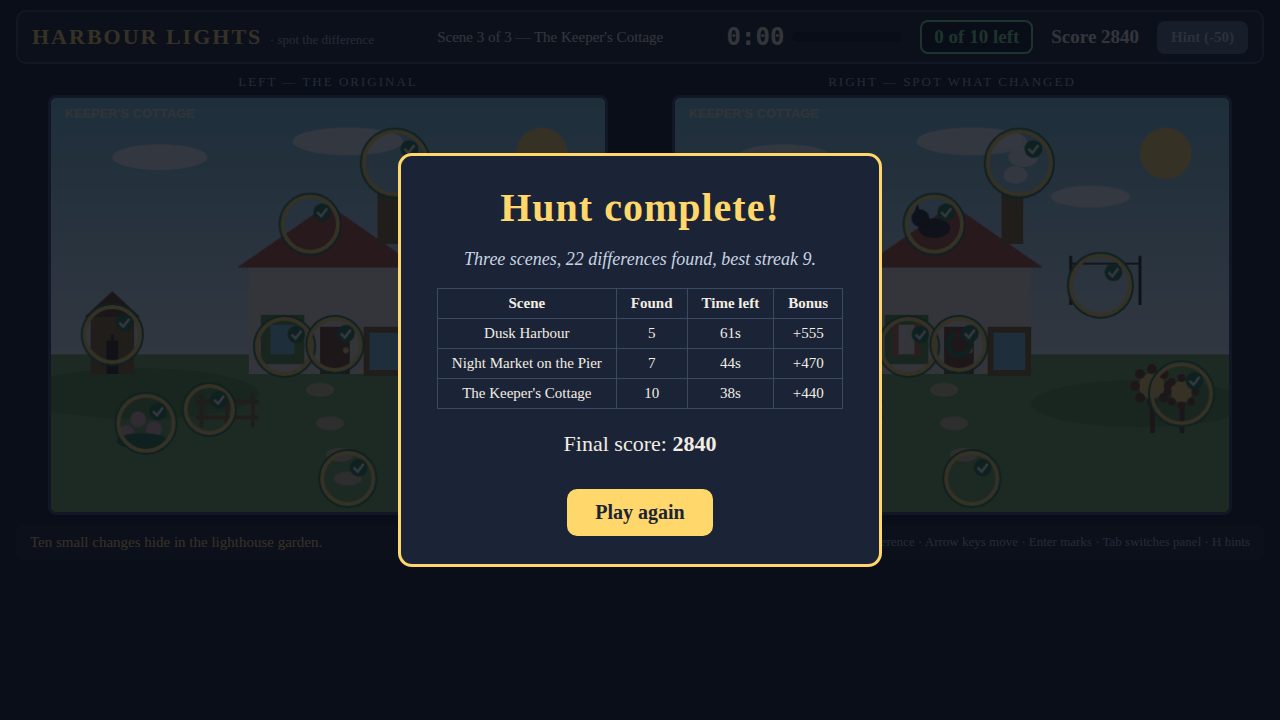 HARBOUR LIGHTS - spot the difference
Scene 3 of 3 — The Keeper's Cottage
0:00
0 of 10 left
Score 2840
Hint (-50)
LEFT — THE ORIGINAL
RIGHT — SPOT WHAT CHANGED
KEEPER'S COTTAGE
KEEPER'S COTTAGE
Hunt complete!
Three scenes, 22 differences found, best streak 9.
Scene Found Time left Bonus
Dusk Harbour 5 61s +555
Night Market on the Pier 7 44s +470
The Keeper's Cottage 10 38s +440
Final score: 2840
Play again
Ten small changes hide in the lighthouse garden.
· Arrow keys move · Enter marks · Tab switches panel · H hints